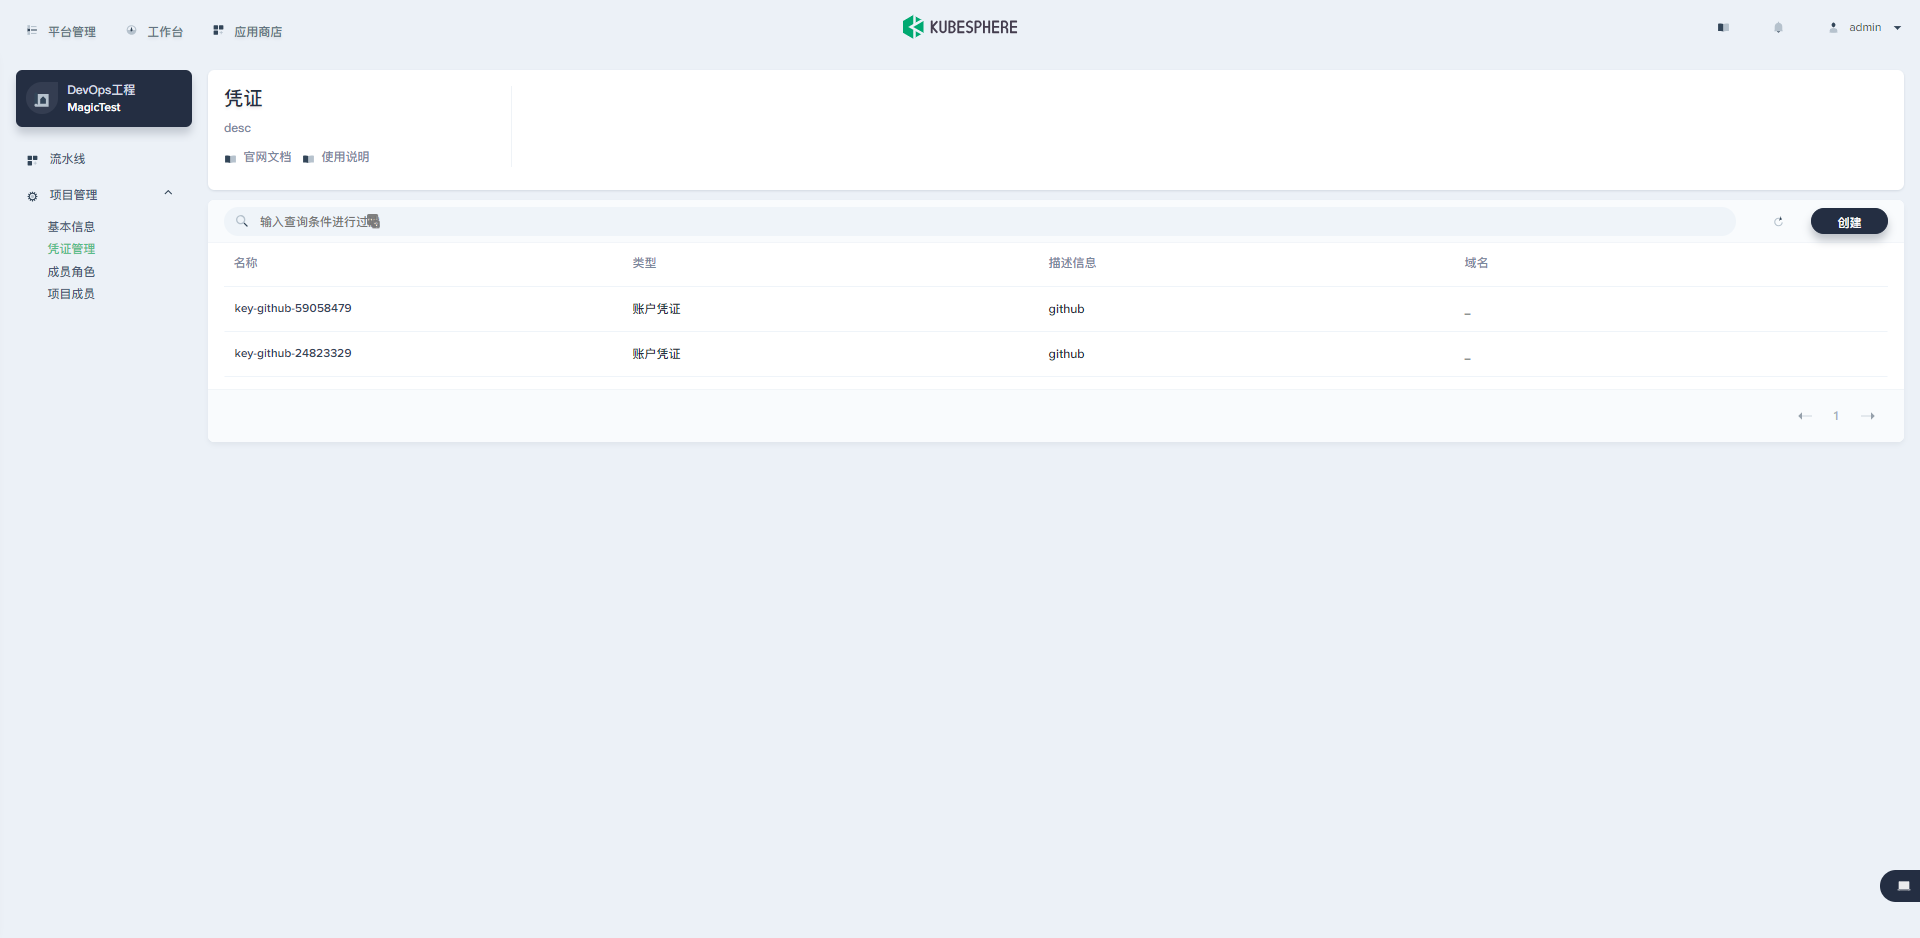 平台管理 工作台 应用商店 KUBESPHERE admin
DevOps工程
MagicTest
流水线
项目管理
基本信息
凭证管理
成员角色
项目成员
凭证
desc
官网文档 使用说明
输入查询条件进行过 创建
名称 类型 描述信息 域名
key-github-59058479 账户凭证 github _
key-github-24823329 账户凭证 github _
1